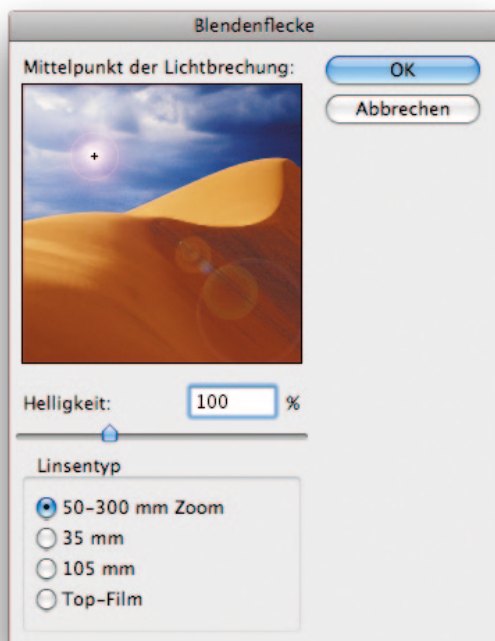 Blendenflecke
Mittelpunkt der Lichtbrechung:
OK
Abbrechen
Helligkeit:
100
%
Linsentyp
50–300 mm Zoom
35 mm
105 mm
Top-Film